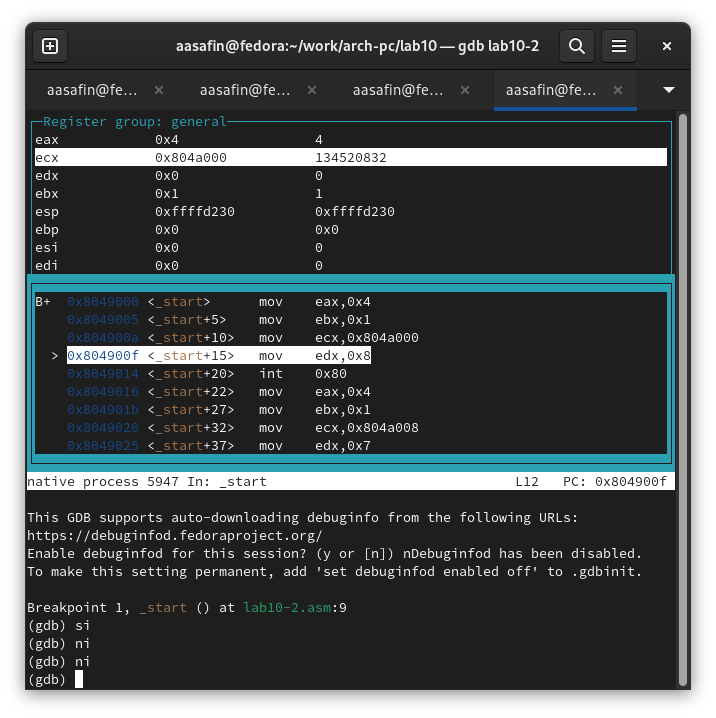 aasafin@fedora:~/work/arch-pc/lab10 — gdb lab10-2
aasafin@fe… × aasafin@fe… × aasafin@fe… × aasafin@fe… ×
Register group: general
eax 0x4 4
ecx 0x804a000 134520832
edx 0x0 0
ebx 0x1 1
esp 0xffffd230 0xffffd230
ebp 0x0 0x0
esi 0x0 0
edi 0x0 0
B+ 0x8049000 <_start> mov eax,0x4
0x8049005 <_start+5> mov ebx,0x1
0x804900a <_start+10> mov ecx,0x804a000
> 0x804900f <_start+15> mov edx,0x8
0x8049014 <_start+20> int 0x80
0x8049016 <_start+22> mov eax,0x4
0x804901b <_start+27> mov ebx,0x1
0x8049020 <_start+32> mov ecx,0x804a008
0x8049025 <_start+37> mov edx,0x7
native process 5947 In: _start L12 PC: 0x804900f
This GDB supports auto-downloading debuginfo from the following URLs:
https://debuginfod.fedoraproject.org/
Enable debuginfod for this session? (y or [n]) nDebuginfod has been disabled.
To make this setting permanent, add 'set debuginfod enabled off' to .gdbinit.
Breakpoint 1, _start () at lab10-2.asm:9
(gdb) si
(gdb) ni
(gdb) ni
(gdb)